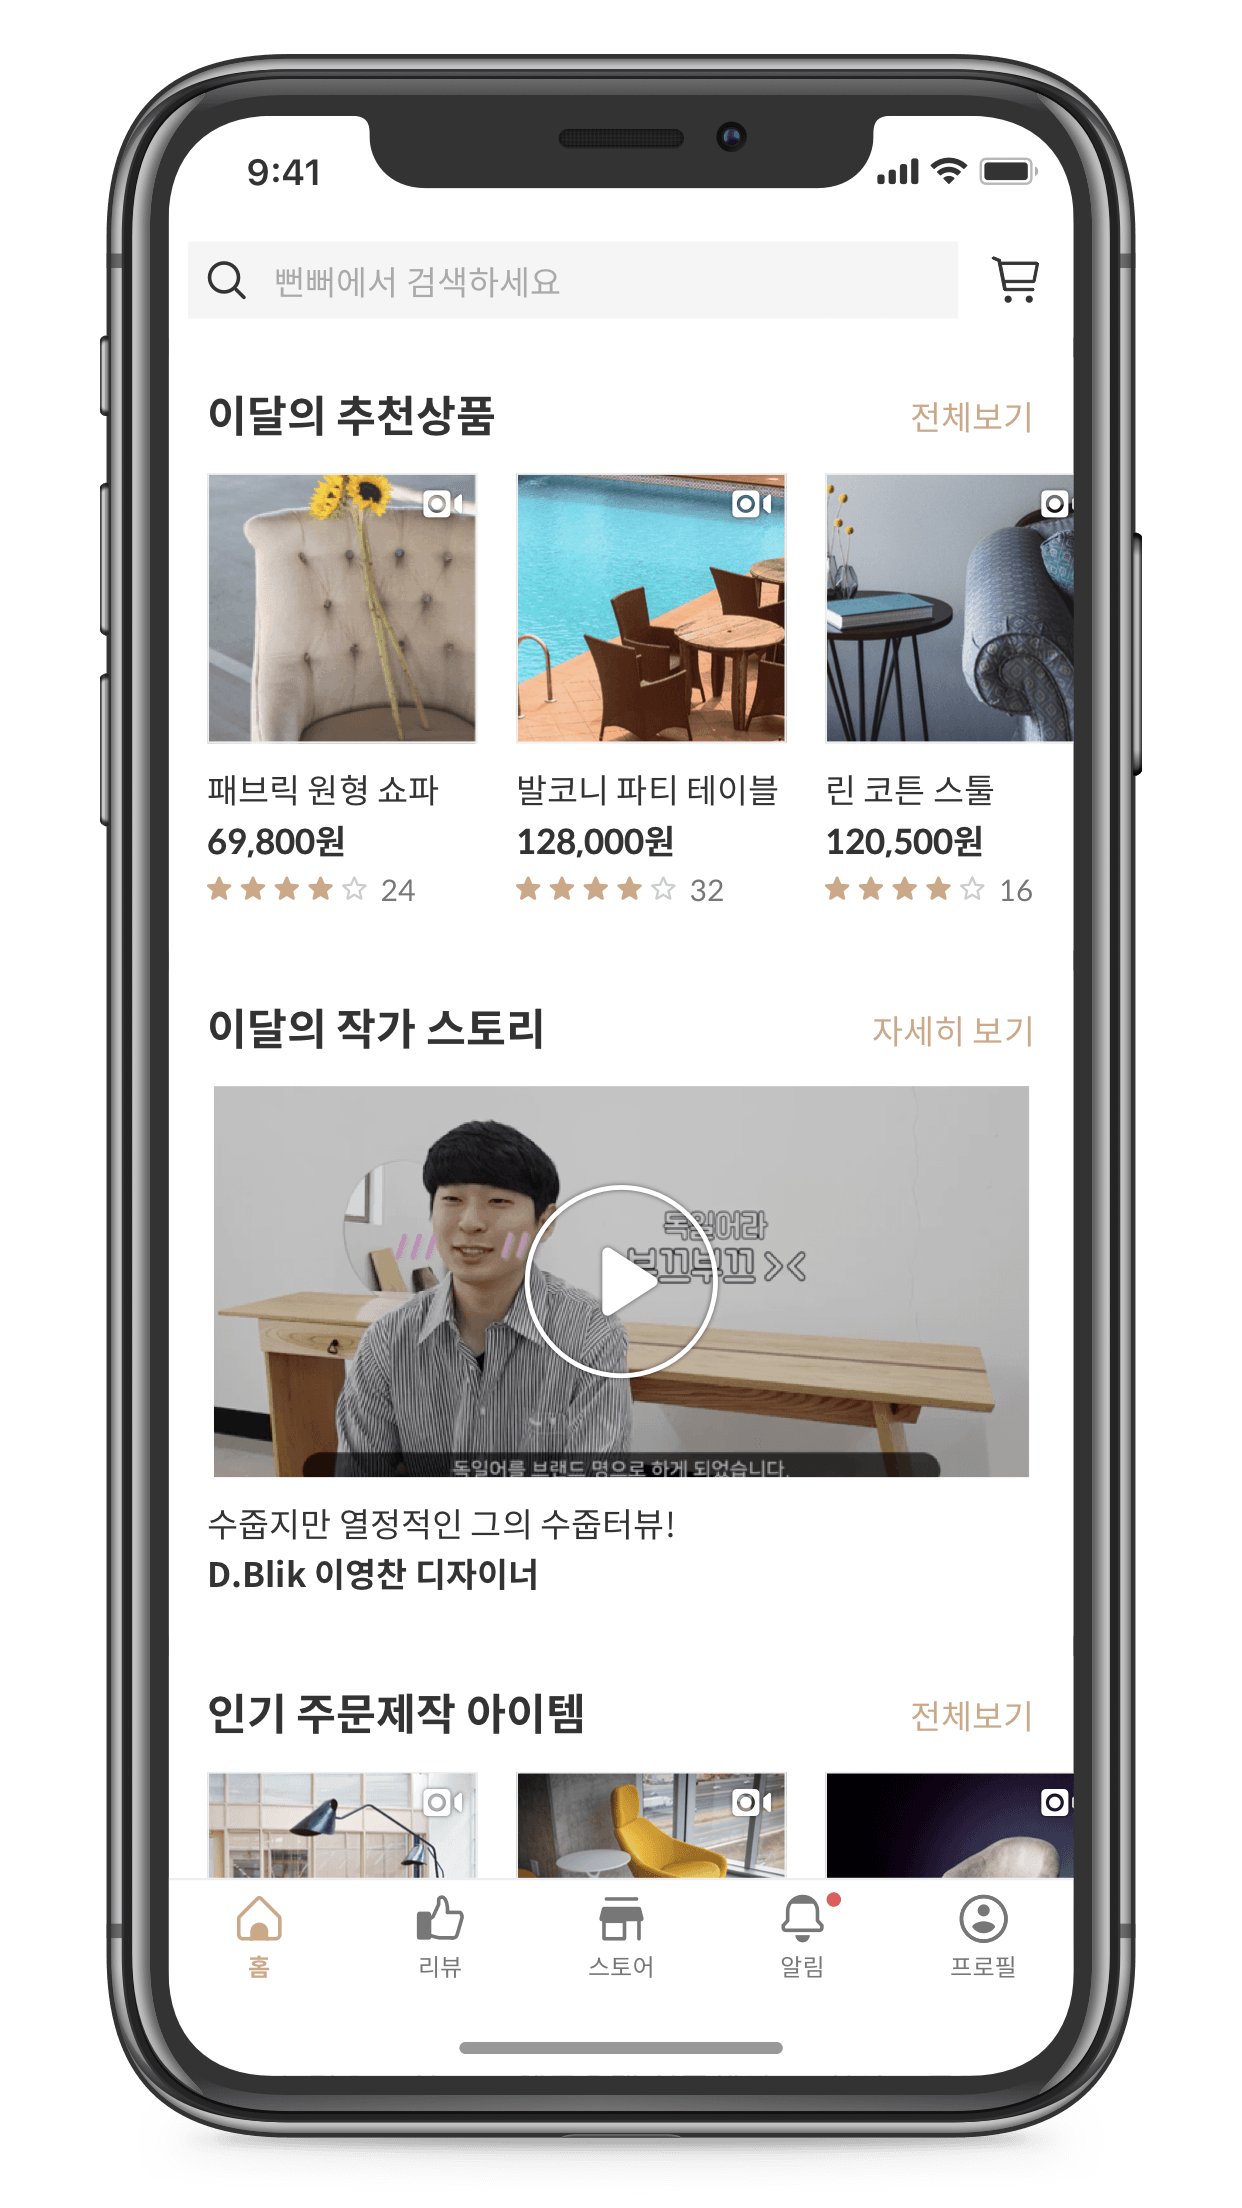 9:41
뻔뻐에서 검색하세요
이달의 추천상품
전체보기
패브릭 원형 쇼파
발코니 파티 테이블
린 코튼 스툴
69,800원
128,000원
120,500원
24
32
16
이달의 작가 스토리
자세히 보기
독일어라
부끄부끄 ><
독일어를 브랜드 명으로 하게 되었습니다.
수줍지만 열정적인 그의 수줍터뷰!
D.Blik 이영찬 디자이너
인기 주문제작 아이템
전체보기
홈
리뷰
스토어
알림
프로필